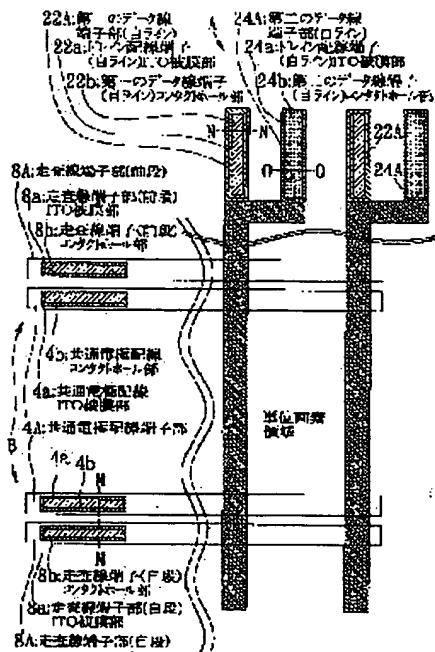 22A:第一のデータ線
端子部(自ライン)
22a:ドレイン配線端子
(自ライン)ITO被膜部
22b:第一のデータ線端子
(自ライン)コンタクトホール部
24A:第二のデータ線
端子部(自ライン)
24a:ドレイン配線端子
(自ライン)ITO被膜部
24b:第二のデータ線端子
(自ライン)コンタクトホール部
N N
O O
22A
24A
8A:走査線端子部(前段)
8a:走査線端子部(前段)
ITO被膜部
8b:走査線端子(前段)
コンタクトホール部
4b:共通電極配線
コンタクトホール部
4a:共通電極配線
ITO被膜部
4A:共通電極配線端子部
B
単位画素
領域
4a 4b M
M
8b:走査線端子(自段)
コンタクトホール部
8a:走査線端子部(自段)
ITO被膜部
8A:走査線端子部(自段)